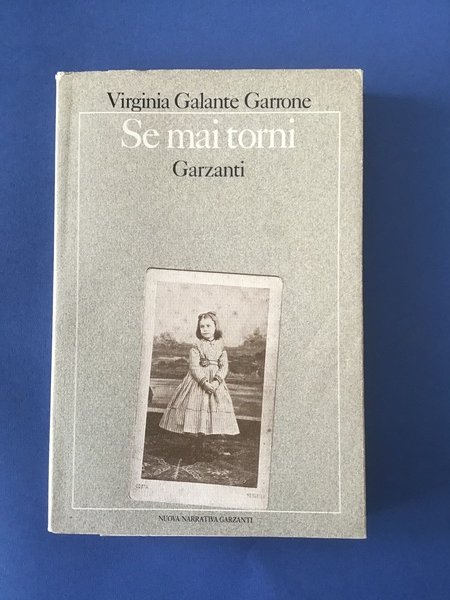 Virginia Galante Garrone
Se mai torni
Garzanti
NUOVA NARRATIVA GARZANTI